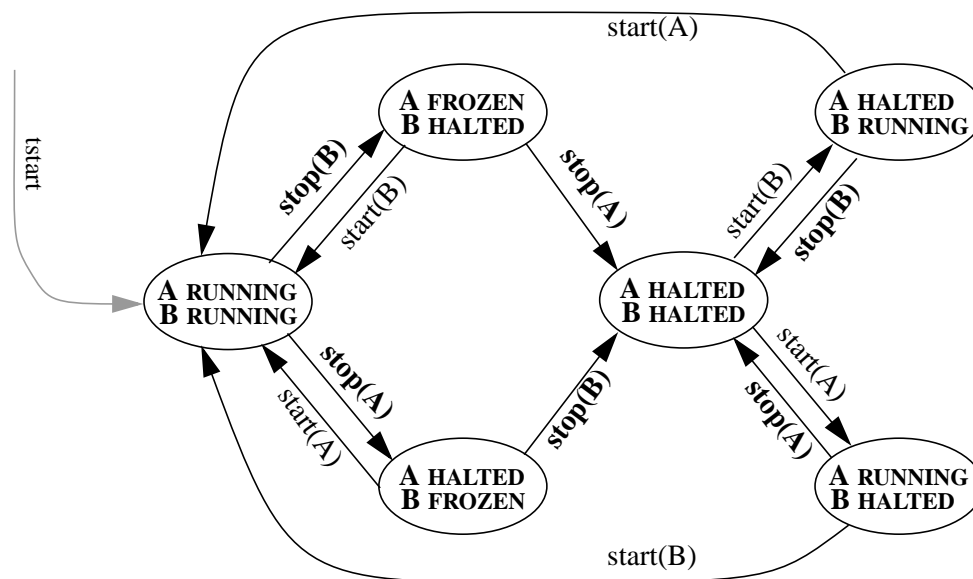 start(A)
tstart
A FROZEN
B HALTED
A HALTED
B RUNNING
stop(B)
start(B)
stop(A)
start(B)
stop(B)
A RUNNING
B RUNNING
A HALTED
B HALTED
stop(A)
start(A)
stop(B)
start(A)
stop(A)
A HALTED
B FROZEN
A RUNNING
B HALTED
start(B)